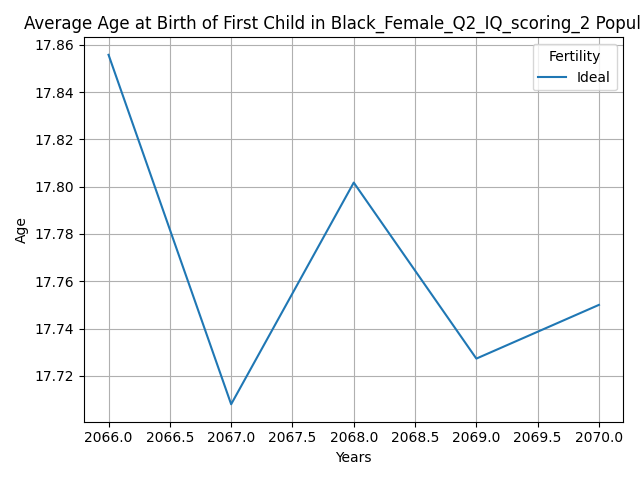 Average Age at Birth of First Child in Black_Female_Q2_IQ_scoring_2 Popul
17.86
17.84
17.82
17.80
17.78
17.76
17.74
17.72
Age
Fertility
Ideal
2066.0 2066.5 2067.0 2067.5 2068.0 2068.5 2069.0 2069.5 2070.0
Years